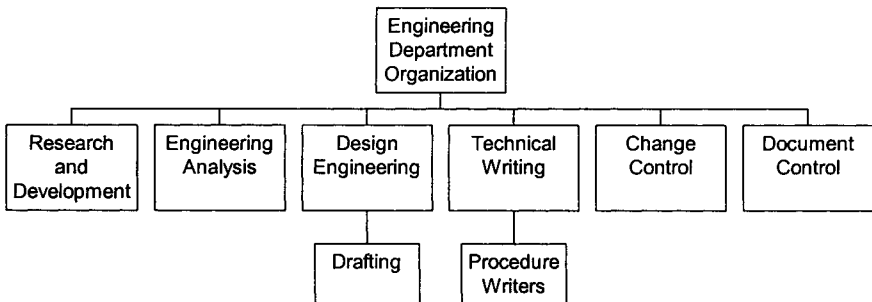 Engineering
Department
Organization
Research
and
Development
Engineering
Analysis
Design
Engineering
Technical
Writing
Change
Control
Document
Control
Drafting
Procedure
Writers